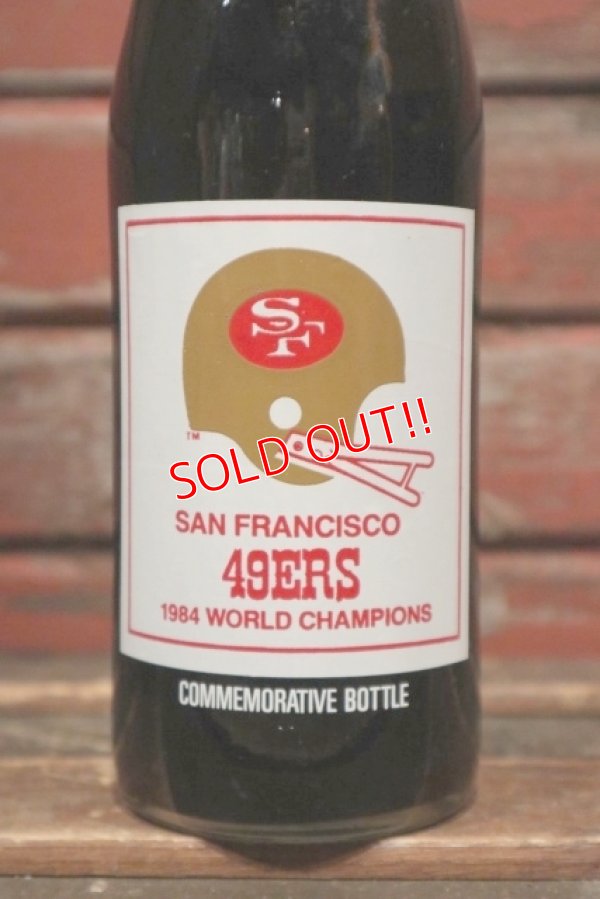 SF
TM
SOLD OUT!!
SAN FRANCISCO
49ERS
1984 WORLD CHAMPIONS
COMMEMORATIVE BOTTLE